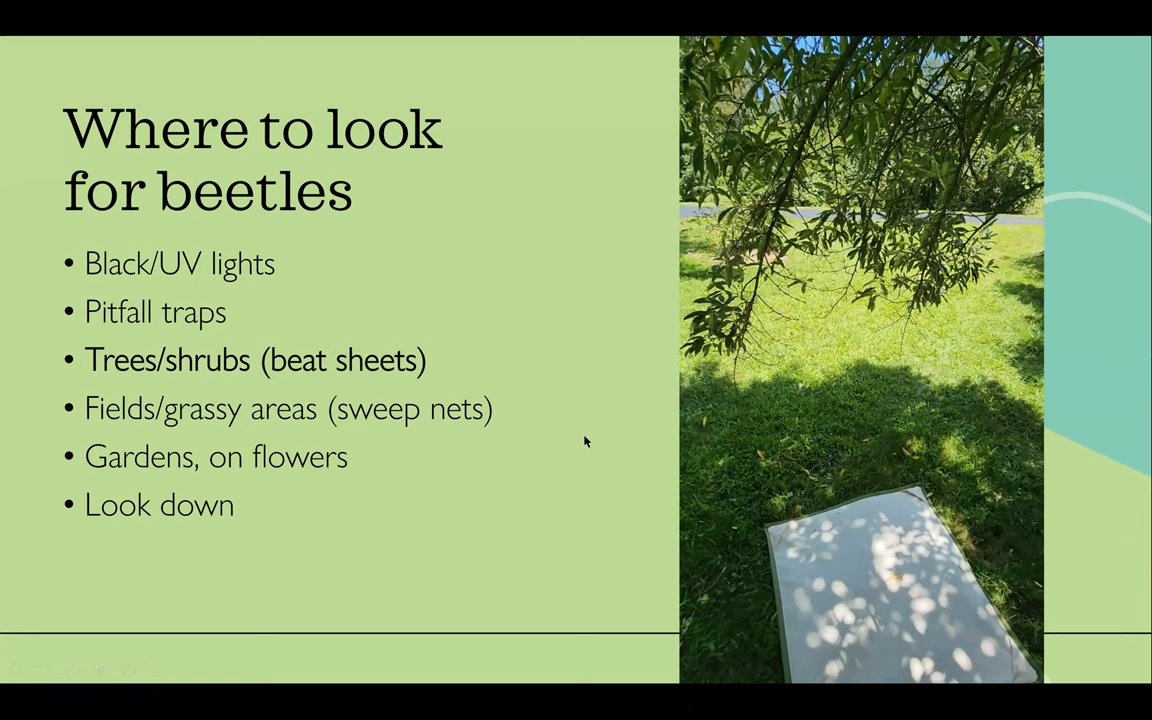 Where to look
for beetles
• Black/UV lights
• Pitfall traps
• Trees/shrubs (beat sheets)
• Fields/grassy areas (sweep nets)
• Gardens, on flowers
• Look down